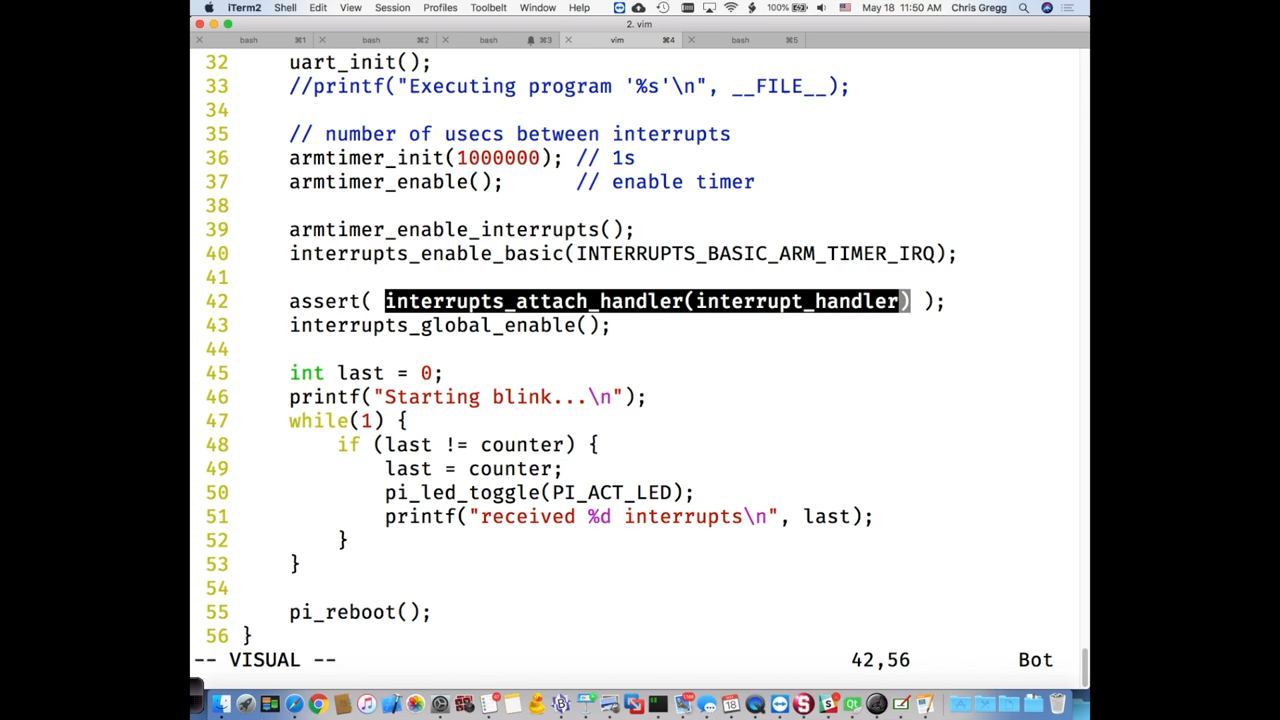 iTerm2 Shell Edit View Session Profiles Toolbelt Window Help 100% May 18 11:50 AM Chris Gregg
2. vim
bash ⌘1 bash ⌘2 bash ⌘3 vim ⌘4 bash ⌘5
32 uart_init();
33 //printf("Executing program '%s'\n", __FILE__);
34
35 // number of usecs between interrupts
36 armtimer_init(1000000); // 1s
37 armtimer_enable(); // enable timer
38
39 armtimer_enable_interrupts();
40 interrupts_enable_basic(INTERRUPTS_BASIC_ARM_TIMER_IRQ);
41
42 assert( interrupts_attach_handler(interrupt_handler) );
43 interrupts_global_enable();
44
45 int last = 0;
46 printf("Starting blink...\n");
47 while(1) {
48 if (last != counter) {
49 last = counter;
50 pi_led_toggle(PI_ACT_LED);
51 printf("received %d interrupts\n", last);
52 }
53 }
54
55 pi_reboot();
56 }
-- VISUAL -- 42,56 Bot